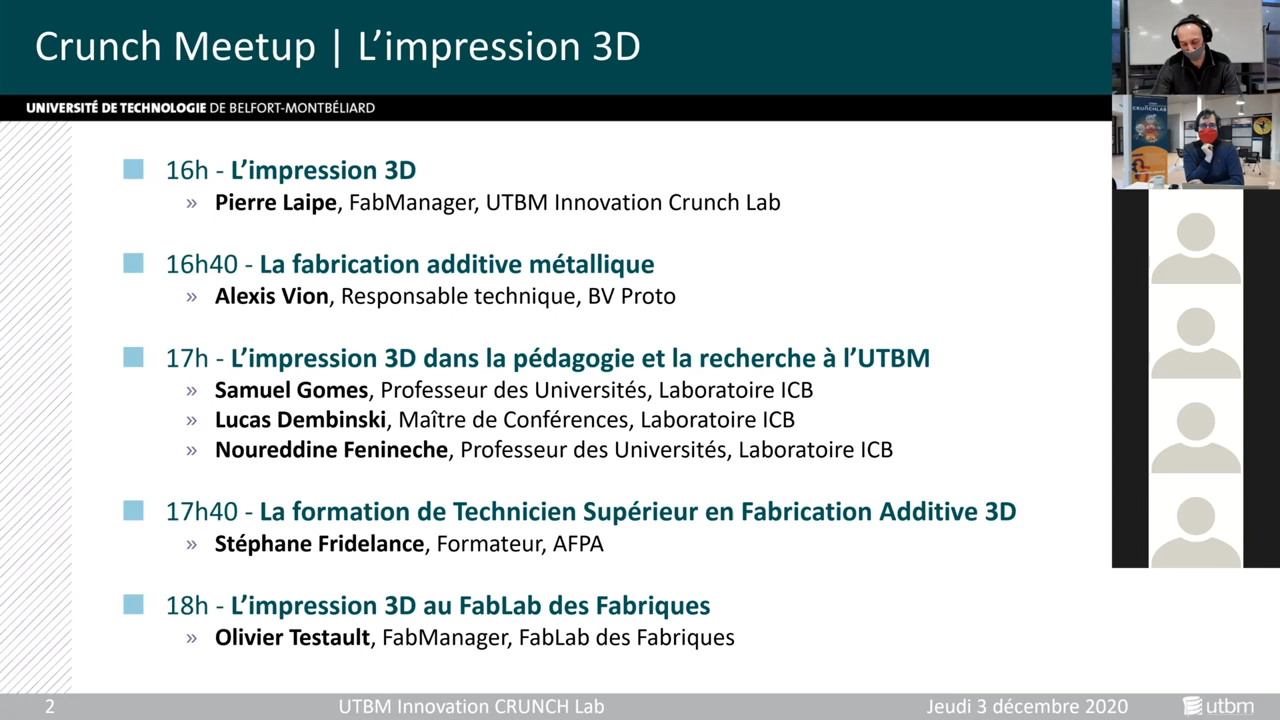 Crunch Meetup | L’impression 3D
UNIVERSITÉ DE TECHNOLOGIE DE BELFORT-MONTBÉLIARD
CRUNCHLAB
16h - L’impression 3D
» Pierre Laipe, FabManager, UTBM Innovation Crunch Lab
16h40 - La fabrication additive métallique
» Alexis Vion, Responsable technique, BV Proto
17h - L’impression 3D dans la pédagogie et la recherche à l’UTBM
» Samuel Gomes, Professeur des Universités, Laboratoire ICB
» Lucas Dembinski, Maître de Conférences, Laboratoire ICB
» Noureddine Fenineche, Professeur des Universités, Laboratoire ICB
17h40 - La formation de Technicien Supérieur en Fabrication Additive 3D
» Stéphane Fridelance, Formateur, AFPA
18h - L’impression 3D au FabLab des Fabriques
» Olivier Testault, FabManager, FabLab des Fabriques
2 UTBM Innovation CRUNCH Lab Jeudi 3 décembre 2020 utbm